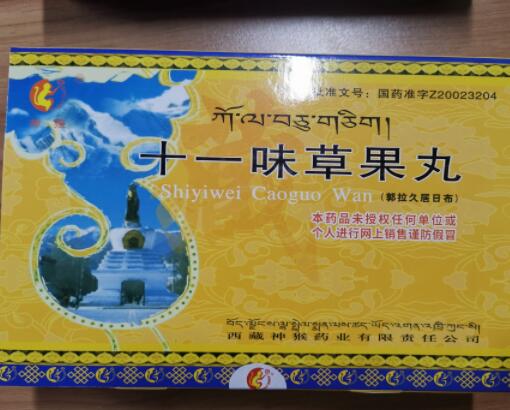 批准文号：国药准字Z20023204
ཀོ་ལ་བཅུ་གཅིག།
十一味草果丸
Shiyiwei Caoguo Wan（郭拉久居日布）
本药品未授权任何单位或
个人进行网上销售谨防假冒
西藏神猴药业有限责任公司